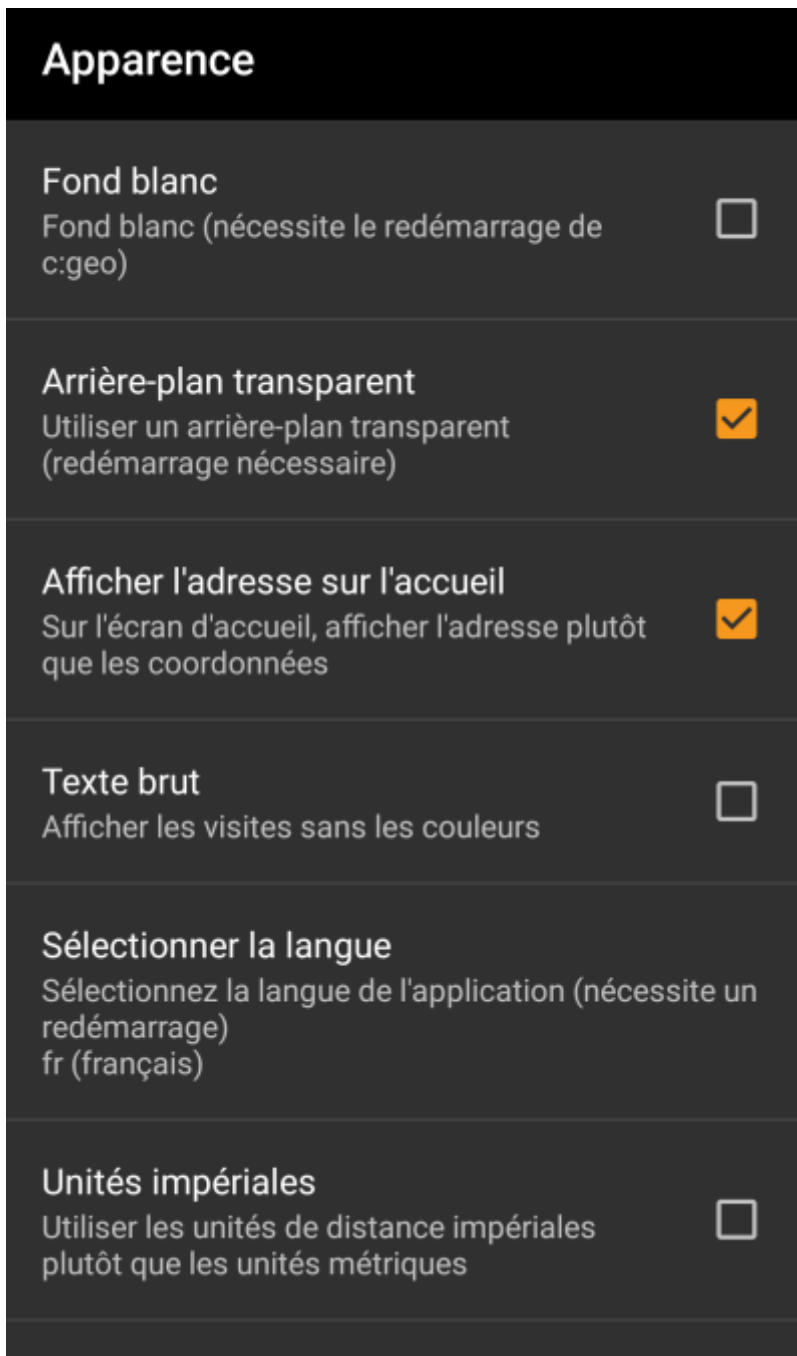 Apparence
Fond blanc
Fond blanc (nécessite le redémarrage de
c:geo)
Arrière-plan transparent
Utiliser un arrière-plan transparent
(redémarrage nécessaire)
Afficher l'adresse sur l'accueil
Sur l'écran d'accueil, afficher l'adresse plutôt
que les coordonnées
Texte brut
Afficher les visites sans les couleurs
Sélectionner la langue
Sélectionnez la langue de l'application (nécessite un
redémarrage)
fr (français)
Unités impériales
Utiliser les unités de distance impériales
plutôt que les unités métriques